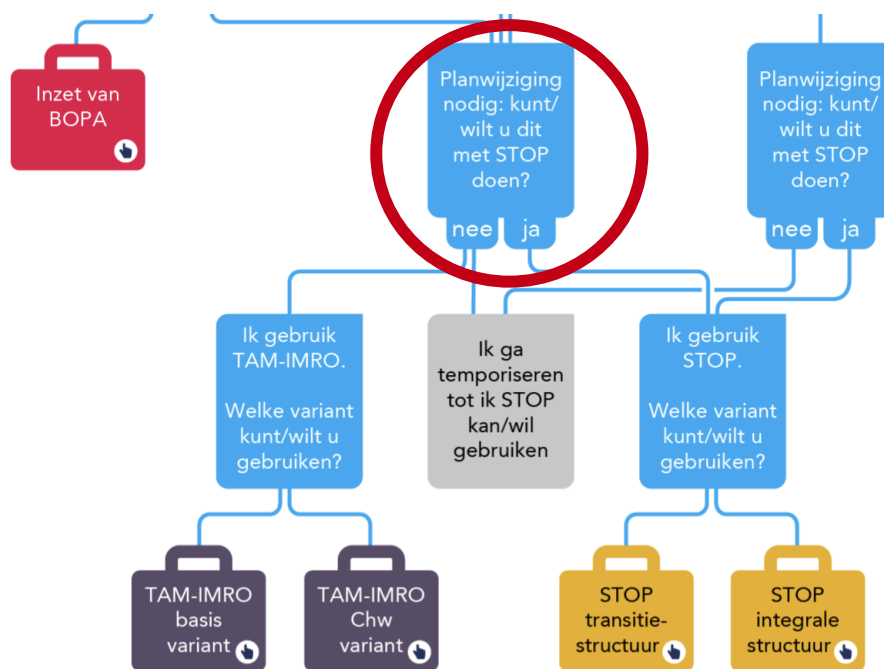 Inzet van
BOPA
Planwijziging
nodig: kunt/
wilt u dit
met STOP
doen?
nee
ja
Planwijziging
nodig: kunt/
wilt u dit
met STOP
doen?
nee
ja
Ik gebruik
TAM-IMRO.
Welke variant
kunt/wilt u
gebruiken?
Ik ga
temporiseren
tot ik STOP
kan/wil
gebruiken
Ik gebruik
STOP.
Welke variant
kunt/wilt u
gebruiken?
TAM-IMRO
basis
variant
TAM-IMRO
Chw
variant
STOP
transitie-
structuur
STOP
integrale
structuur